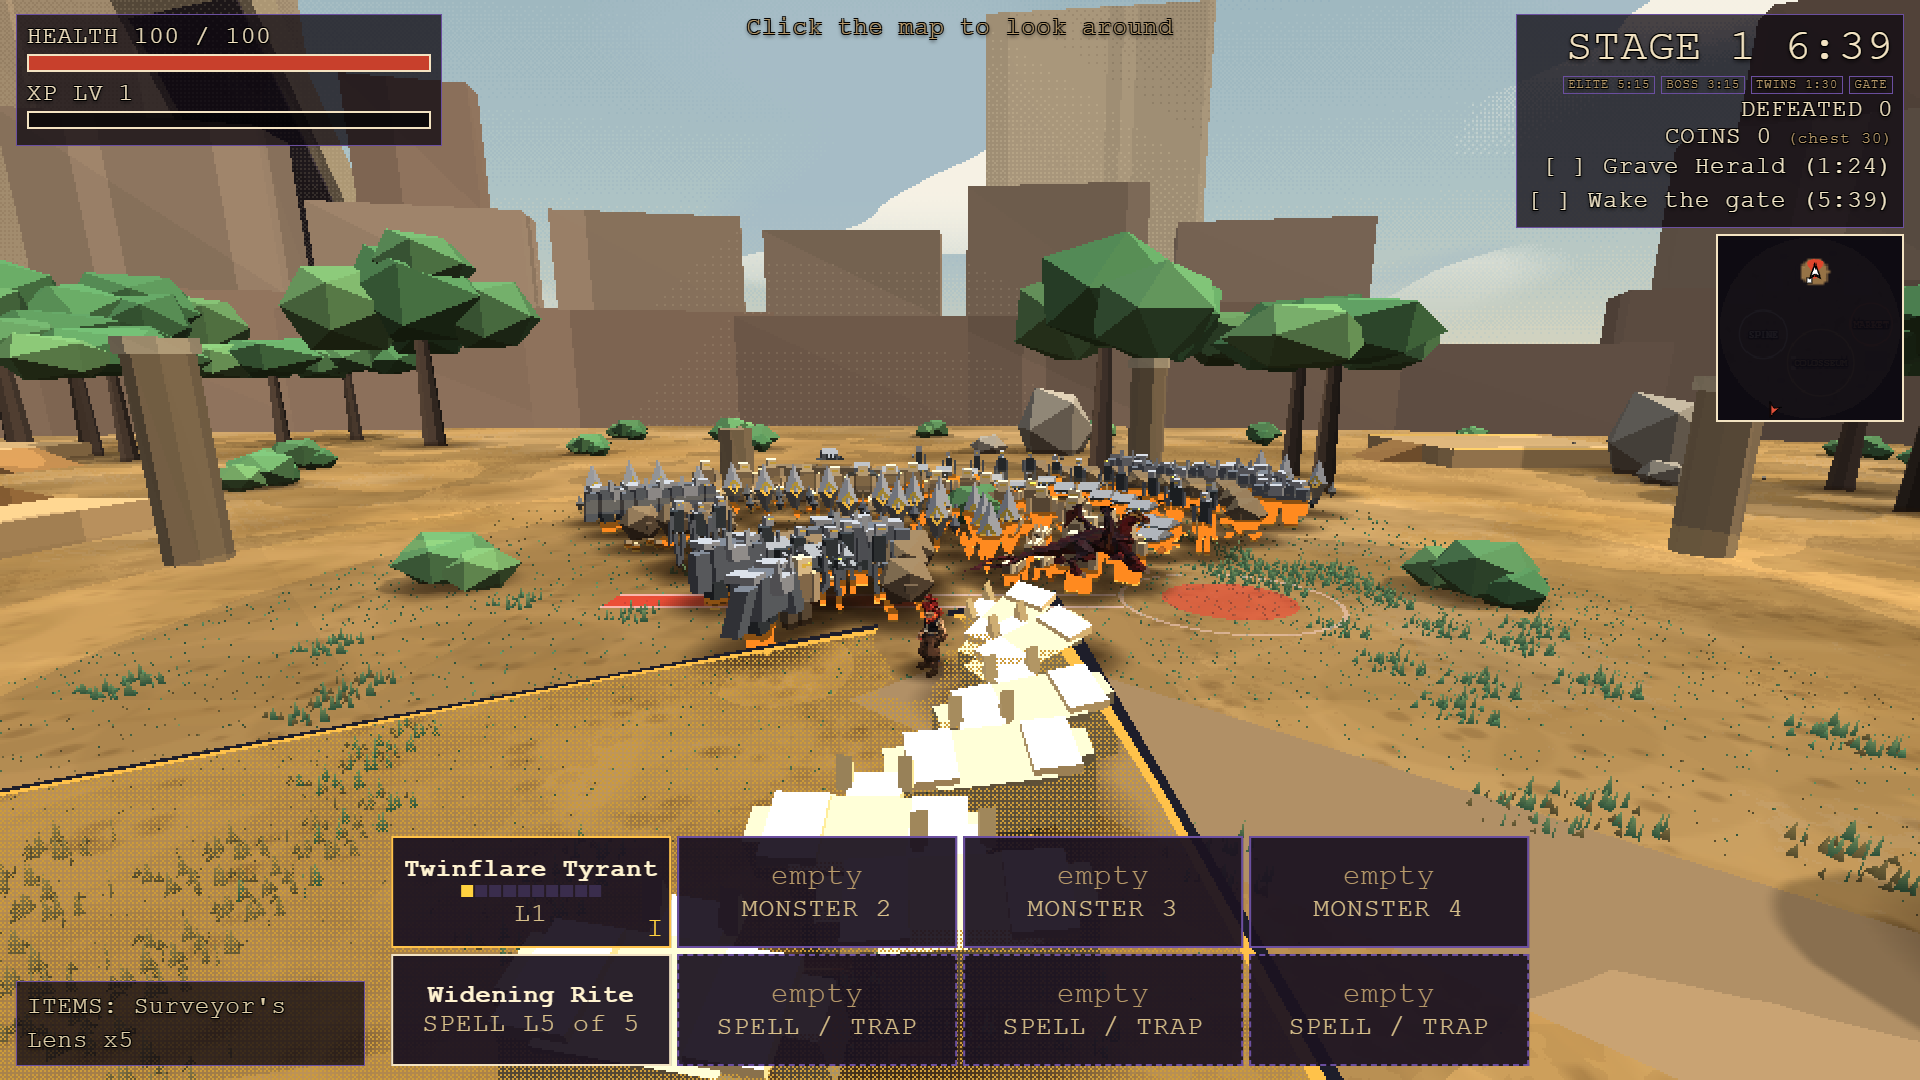 HEALTH 100 / 100
XP LV 1
Click the map to look around
STAGE 1 6:39
ELITE 5:15 BOSS 3:15 TWINS 1:30 GATE
DEFEATED 0
COINS 0 (chest 30)
[ ] Grave Herald (1:24)
[ ] Wake the gate (5:39)
Twinflare Tyrant
L1
I
empty
MONSTER 2
empty
MONSTER 3
empty
MONSTER 4
Widening Rite
SPELL L5 of 5
empty
SPELL / TRAP
empty
SPELL / TRAP
empty
SPELL / TRAP
ITEMS: Surveyor's
Lens x5